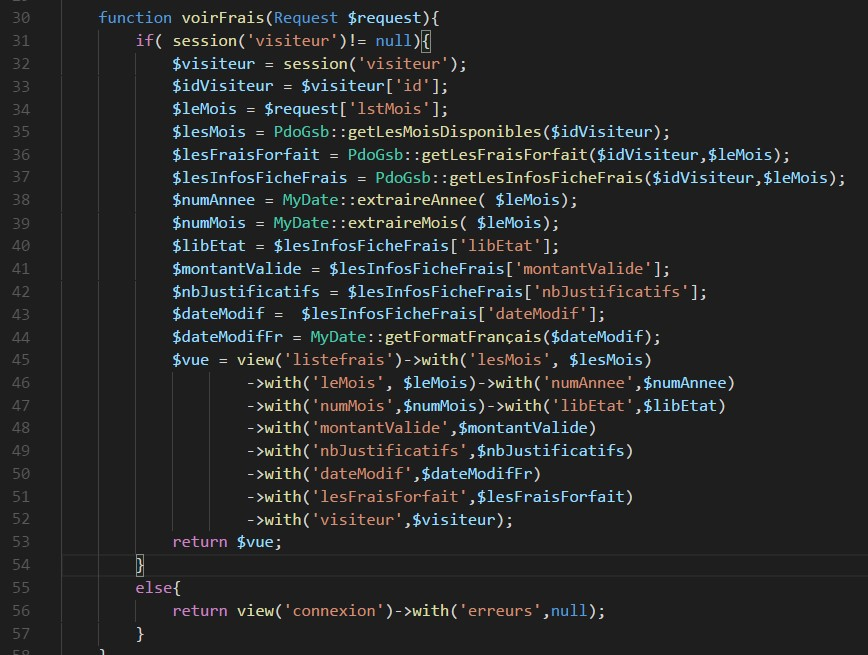 30 function voirFrais(Request $request){
31 if( session('visiteur')!= null){
32 $visiteur = session('visiteur');
33 $idVisiteur = $visiteur['id'];
34 $leMois = $request['lstMois'];
35 $lesMois = PdoGsb::getLesMoisDisponibles($idVisiteur);
36 $lesFraisForfait = PdoGsb::getLesFraisForfait($idVisiteur,$leMois);
37 $lesInfosFicheFrais = PdoGsb::getLesInfosFicheFrais($idVisiteur,$leMois);
38 $numAnnee = MyDate::extraireAnnee( $leMois);
39 $numMois = MyDate::extraireMois( $leMois);
40 $libEtat = $lesInfosFicheFrais['libEtat'];
41 $montantValide = $lesInfosFicheFrais['montantValide'];
42 $nbJustificatifs = $lesInfosFicheFrais['nbJustificatifs'];
43 $dateModif =  $lesInfosFicheFrais['dateModif'];
44 $dateModifFr = MyDate::getFormatFrançais($dateModif);
45 $vue = view('listefrais')->with('lesMois', $lesMois)
46 ->with('leMois', $leMois)->with('numAnnee',$numAnnee)
47 ->with('numMois',$numMois)->with('libEtat',$libEtat)
48 ->with('montantValide',$montantValide)
49 ->with('nbJustificatifs',$nbJustificatifs)
50 ->with('dateModif',$dateModifFr)
51 ->with('lesFraisForfait',$lesFraisForfait)
52 ->with('visiteur',$visiteur);
53 return $vue;
54 }
55 else{
56 return view('connexion')->with('erreurs',null);
57 }